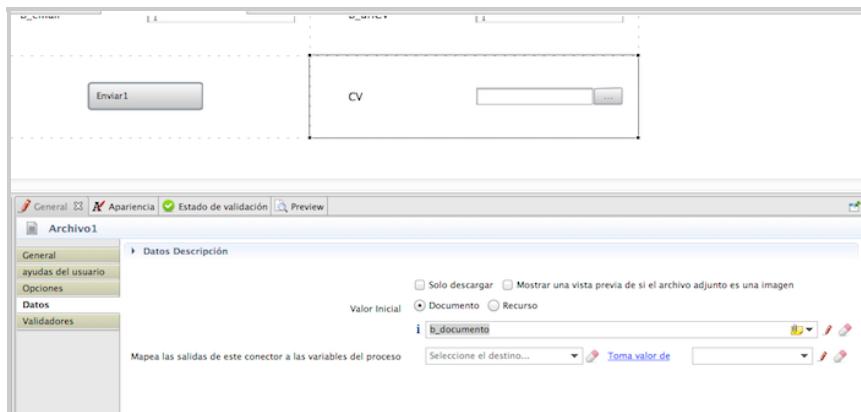 b_email
b_urlCV
Enviar1
CV
...
General
Apariencia
Estado de validación
Preview
Archivo1
General
ayudas del usuario
Opciones
Datos
Validadores
Datos Descripción
Solo descargar
Mostrar una vista previa de si el archivo adjunto es una imagen
Valor Inicial
Documento
Recurso
i b_documento
Mapea las salidas de este conector a las variables del proceso
Seleccione el destino...
Toma valor de